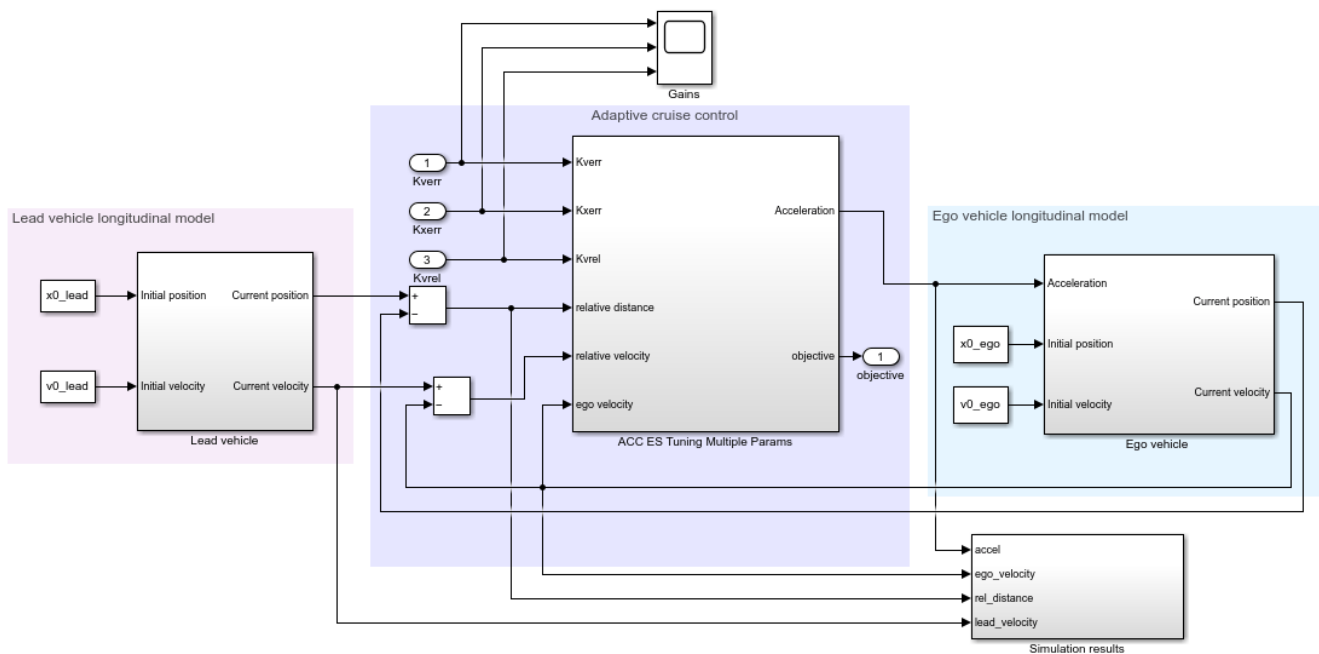 Gains
Adaptive cruise control
1
Kverr
2
Kxerr
3
Kvrel
+
−
+
−
Kverr
Kxerr
Kvrel
relative distance
relative velocity
ego velocity
Acceleration
objective
ACC ES Tuning Multiple Params
1
objective
Lead vehicle longitudinal model
x0_lead
v0_lead
Initial position
Initial velocity
Current position
Current velocity
Lead vehicle
Ego vehicle longitudinal model
x0_ego
v0_ego
Acceleration
Initial position
Initial velocity
Current position
Current velocity
Ego vehicle
accel
ego_velocity
rel_distance
lead_velocity
Simulation results